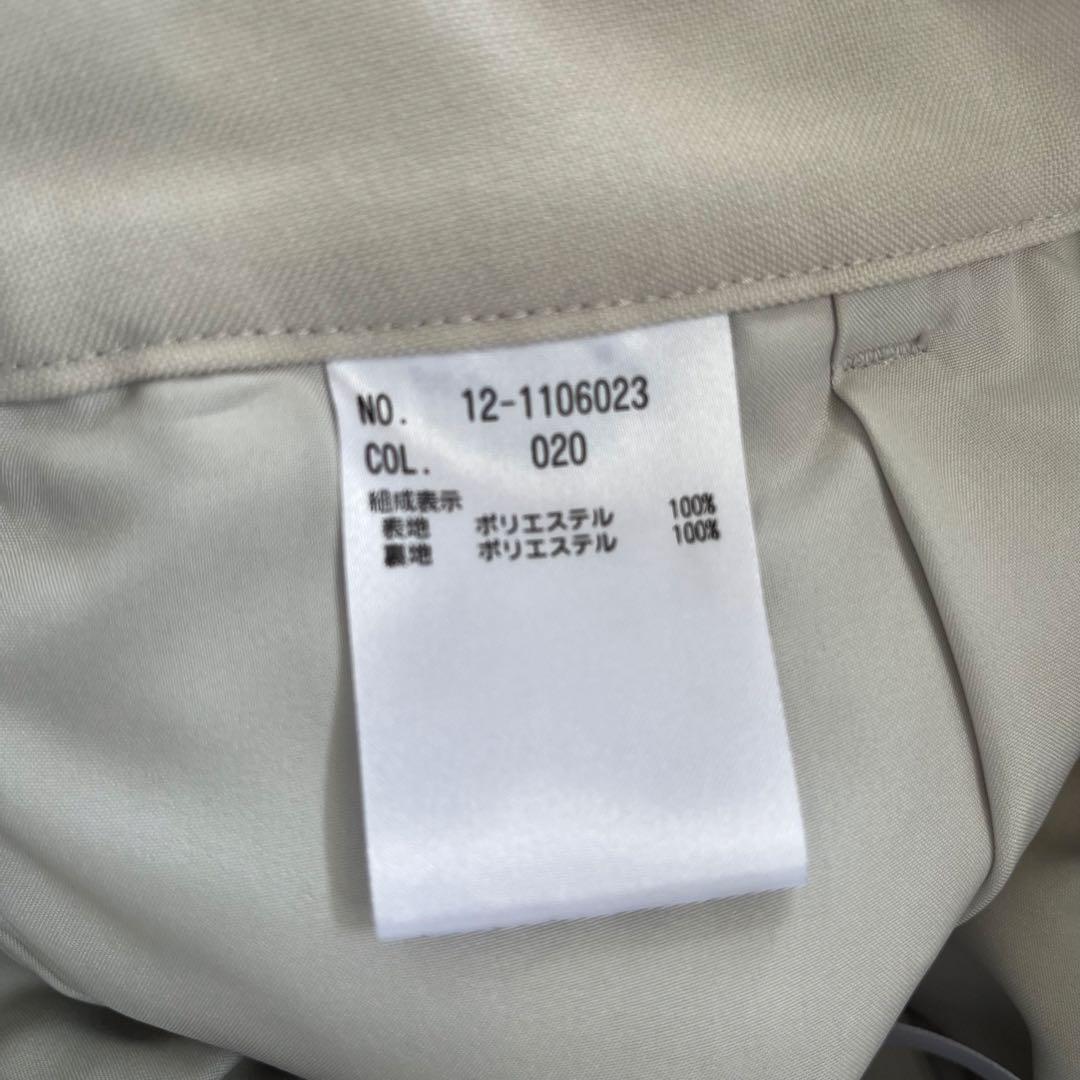 NO. 12-1106023
COL. 020
組成表示
表地 ポリエステル 100%
裏地 ポリエステル 100%